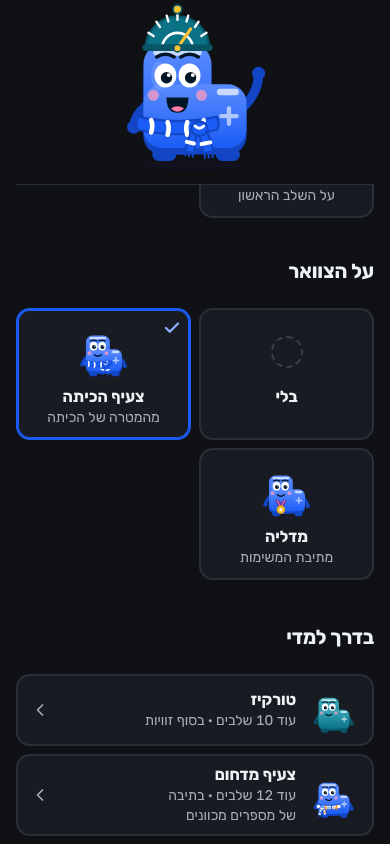 על השלב הראשון
על הצוואר
בלי
צעיף הכיתה
מהמטרה של הכיתה
מדליה
מתיבת המשימות
בדרך למדי
טורקיז
עוד 10 שלבים • בסוף זוויות
צעיף מדחום
עוד 12 שלבים • בתיבה
של מספרים מכוונים